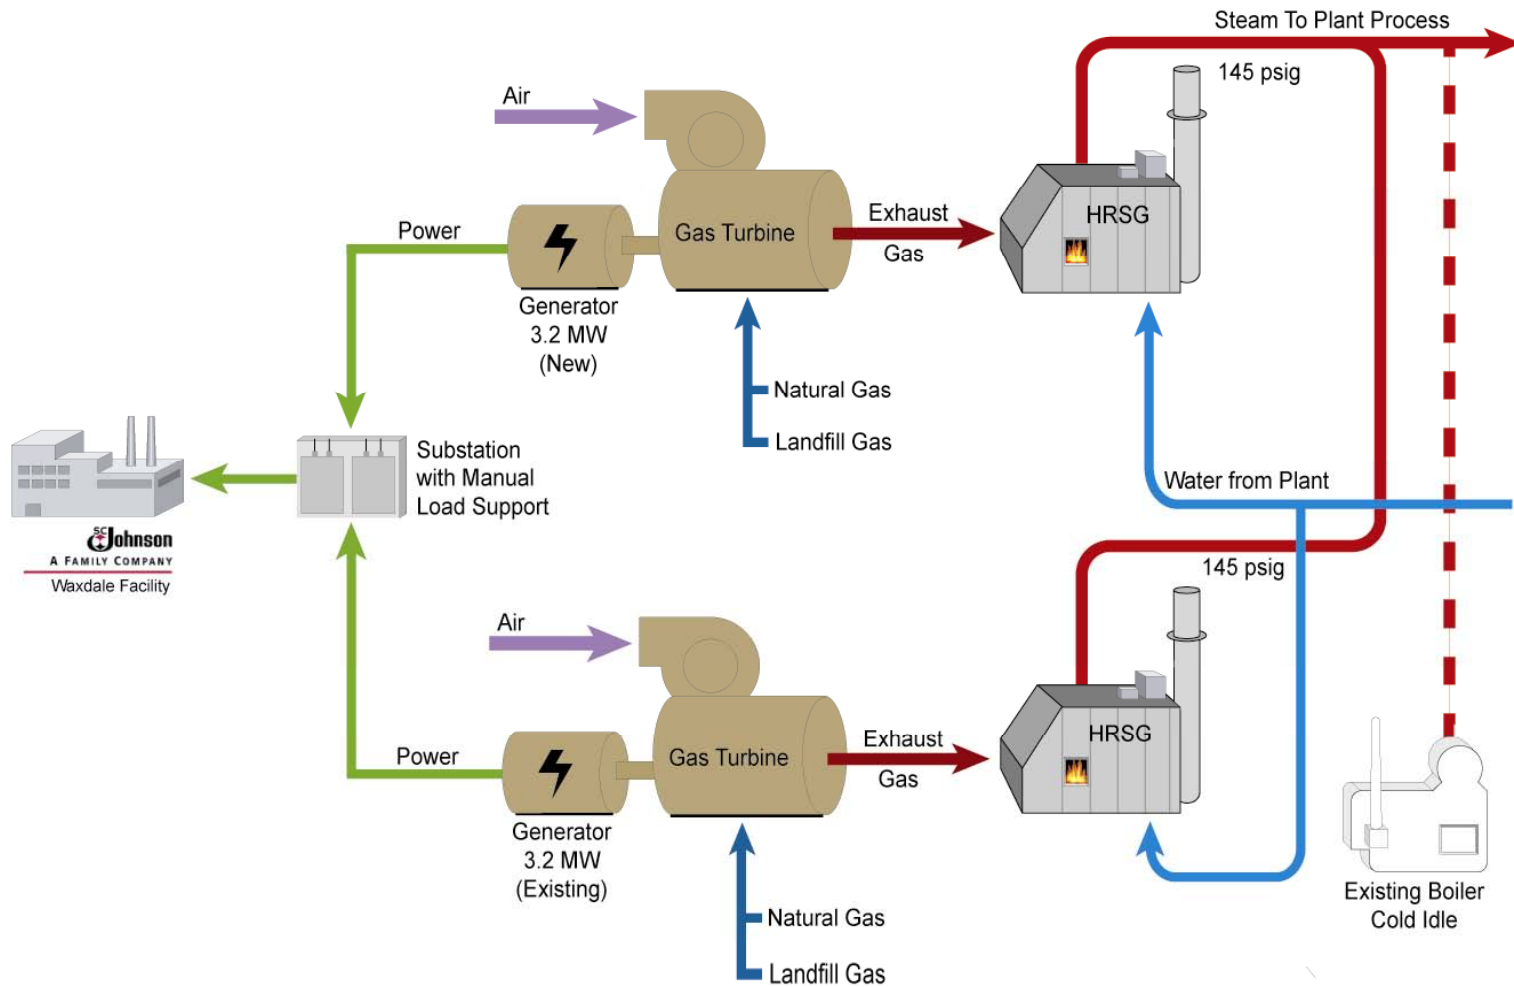 Steam To Plant Process
145 psig
Air
HRSG
Exhaust
Gas
Gas Turbine
Power
Generator
3.2 MW
(New)
Natural Gas
Landfill Gas
Substation
with Manual
Load Support
Water from Plant
SC
Johnson
A FAMILY COMPANY
Waxdale Facility
145 psig
Air
HRSG
Exhaust
Gas
Gas Turbine
Power
Generator
3.2 MW
(Existing)
Natural Gas
Landfill Gas
Existing Boiler
Cold Idle